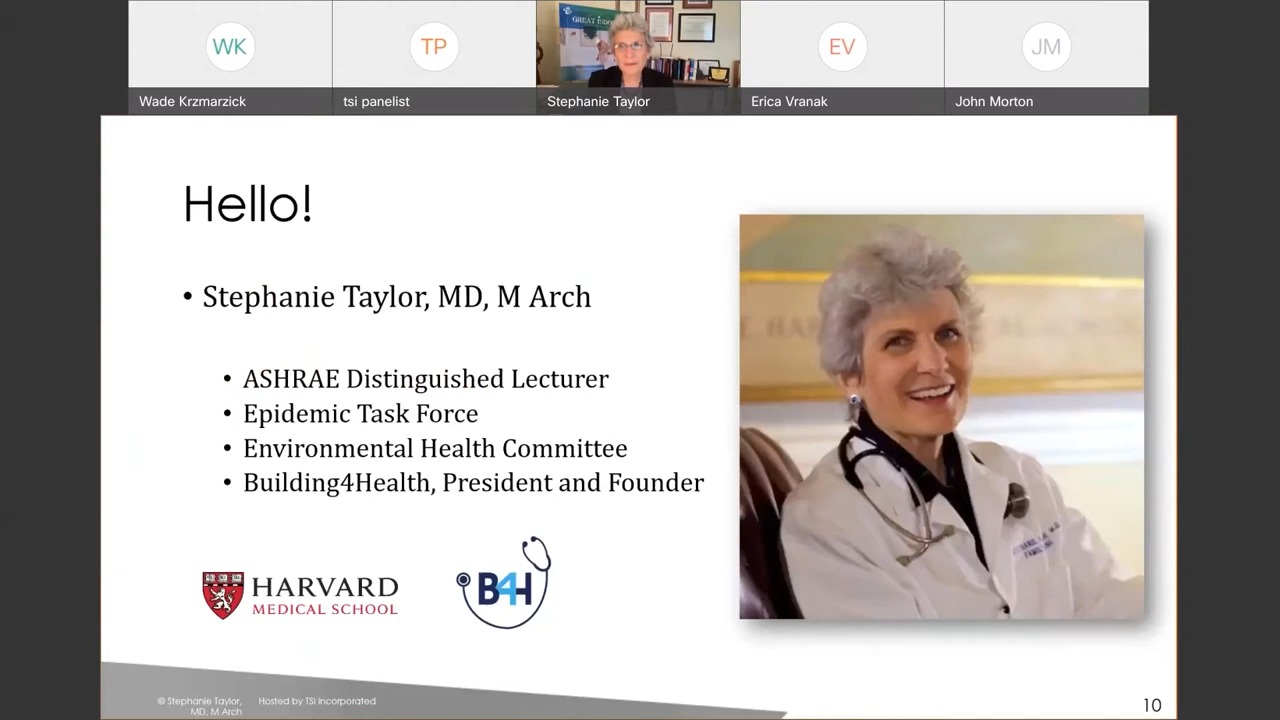 WK
TP
GREAT INDO
EV
JM
Wade Krzmarzick
tsi panelist
Stephanie Taylor
Erica Vranak
John Morton
Hello!
• Stephanie Taylor, MD, M Arch
• ASHRAE Distinguished Lecturer
• Epidemic Task Force
• Environmental Health Committee
• Building4Health, President and Founder
HARVARD
MEDICAL SCHOOL
B4H
© Stephanie Taylor,
MD, M Arch
Hosted by TSI Incorporated
10